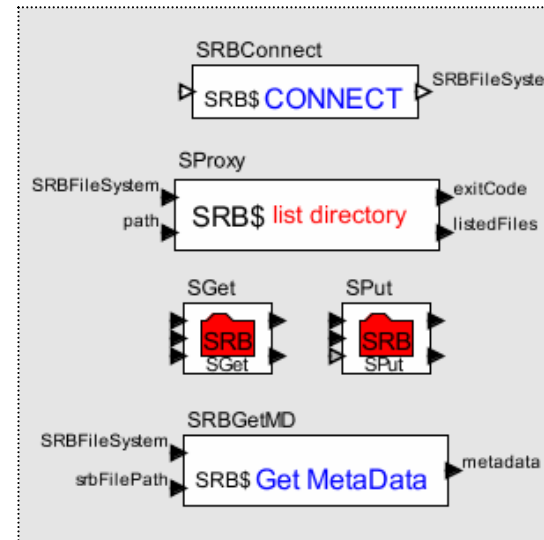 SRBConnect
SRB$ CONNECT
SRBFileSyste
SProxy
SRBFileSystem
path
SRB$ list directory
exitCode
listedFiles
SGet
SPut
SRB
SGet
SRB
SPut
SRBGetMD
SRBFileSystem
srbFilePath
SRB$ Get MetaData
metadata